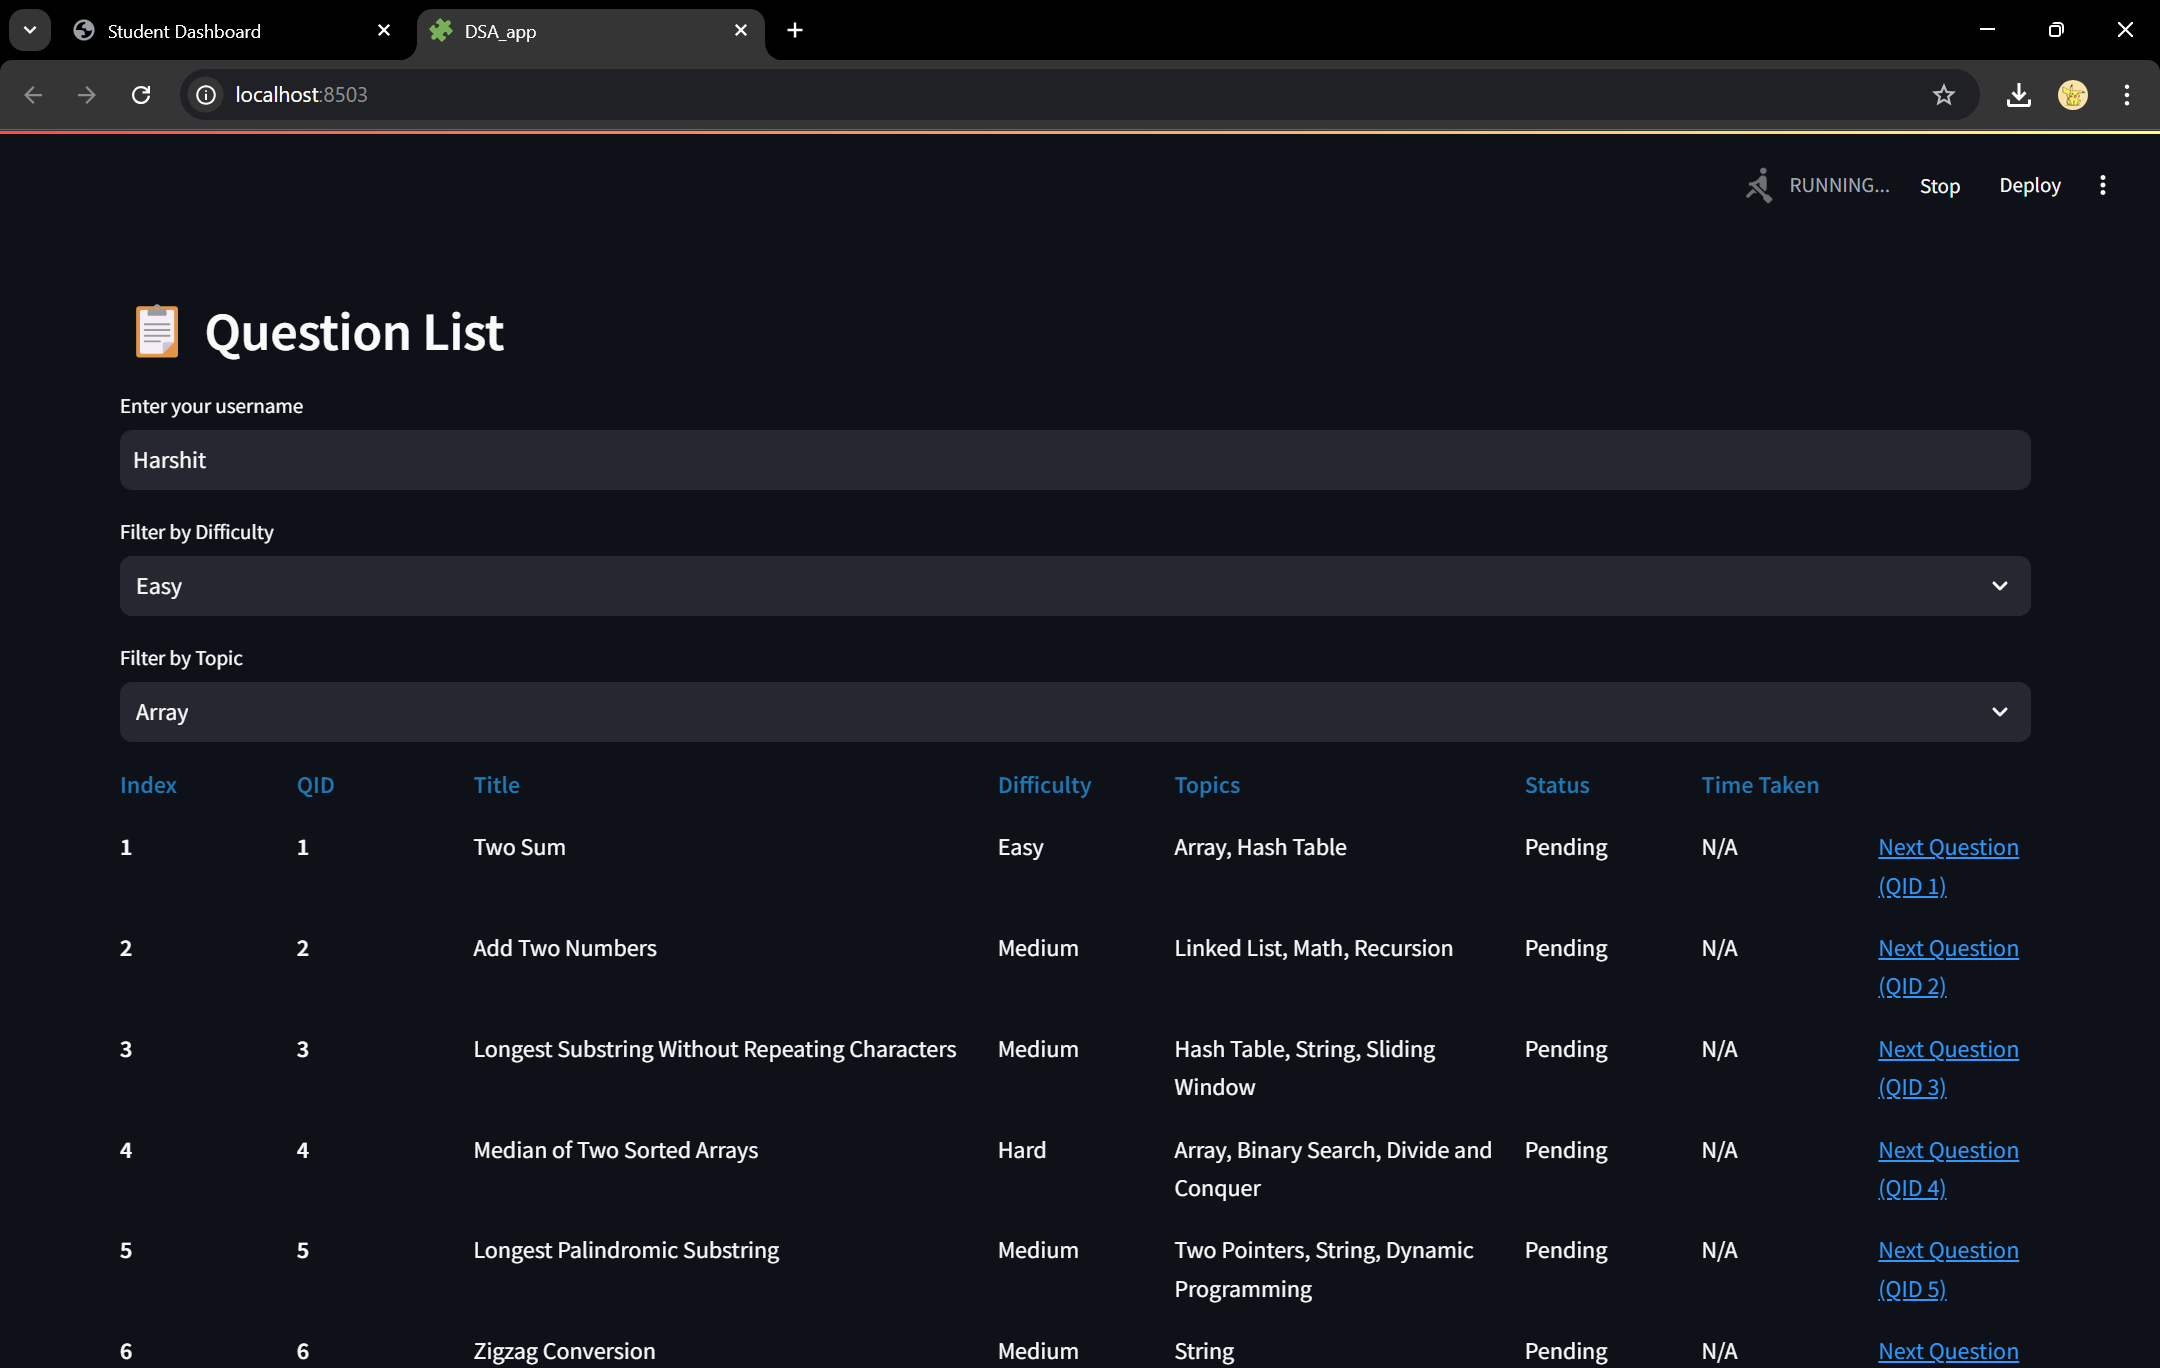 Student Dashboard
DSA_app
localhost:8503
RUNNING...
Stop
Deploy
Question List
Enter your username
Harshit
Filter by Difficulty
Easy
Filter by Topic
Array
Index QID Title Difficulty Topics Status Time Taken
1 1 Two Sum Easy Array, Hash Table Pending N/A Next Question
(QID 1)
2 2 Add Two Numbers Medium Linked List, Math, Recursion Pending N/A Next Question
(QID 2)
3 3 Longest Substring Without Repeating Characters Medium Hash Table, String, Sliding Pending N/A Next Question
Window (QID 3)
4 4 Median of Two Sorted Arrays Hard Array, Binary Search, Divide and Pending N/A Next Question
Conquer (QID 4)
5 5 Longest Palindromic Substring Medium Two Pointers, String, Dynamic Pending N/A Next Question
Programming (QID 5)
6 6 Zigzag Conversion Medium String Pending N/A Next Question